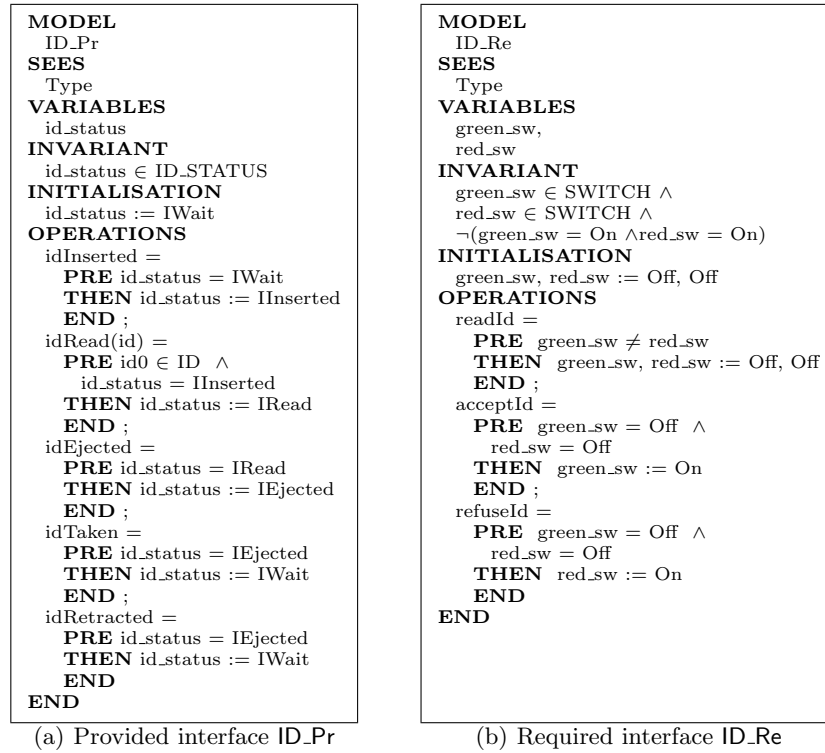 MODEL
ID_Pr
SEES
Type
VARIABLES
id_status
INVARIANT
id_status ∈ ID_STATUS
INITIALISATION
id_status := IWait
OPERATIONS
idInserted =
PRE id_status = IWait
THEN id_status := IInserted
END ;
idRead(id) =
PRE id0 ∈ ID ∧
id_status = IInserted
THEN id_status := IRead
END ;
idEjected =
PRE id_status = IRead
THEN id_status := IEjected
END ;
idTaken =
PRE id_status = IEjected
THEN id_status := IWait
END ;
idRetracted =
PRE id_status = IEjected
THEN id_status := IWait
END
END
(a) Provided interface ID_Pr
MODEL
ID_Re
SEES
Type
VARIABLES
green_sw,
red_sw
INVARIANT
green_sw ∈ SWITCH ∧
red_sw ∈ SWITCH ∧
¬(green_sw = On ∧red_sw = On)
INITIALISATION
green_sw, red_sw := Off, Off
OPERATIONS
readId =
PRE green_sw ≠ red_sw
THEN green_sw, red_sw := Off, Off
END ;
acceptId =
PRE green_sw = Off ∧
red_sw = Off
THEN green_sw := On
END ;
refuseId =
PRE green_sw = Off ∧
red_sw = Off
THEN red_sw := On
END
END
(b) Required interface ID_Re